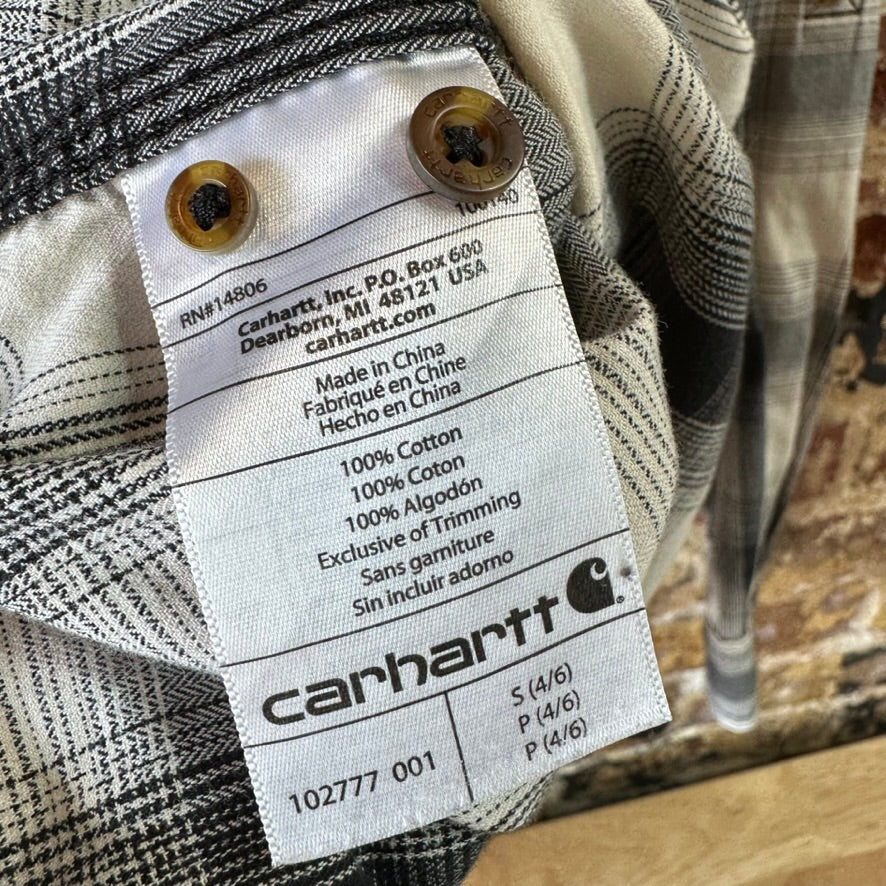 carhartt
carhartt
RN#14806
Carhartt, Inc. P.O. Box 600
Dearborn, MI 48121 USA
carhartt.com
Made in China
Fabriqué en Chine
Hecho en China
100% Cotton
100% Coton
100% Algodón
Exclusive of Trimming
Sans garniture
Sin incluir adorno
carhartt
102777 001
S (4/6)
P (4/6)
P (4/6)